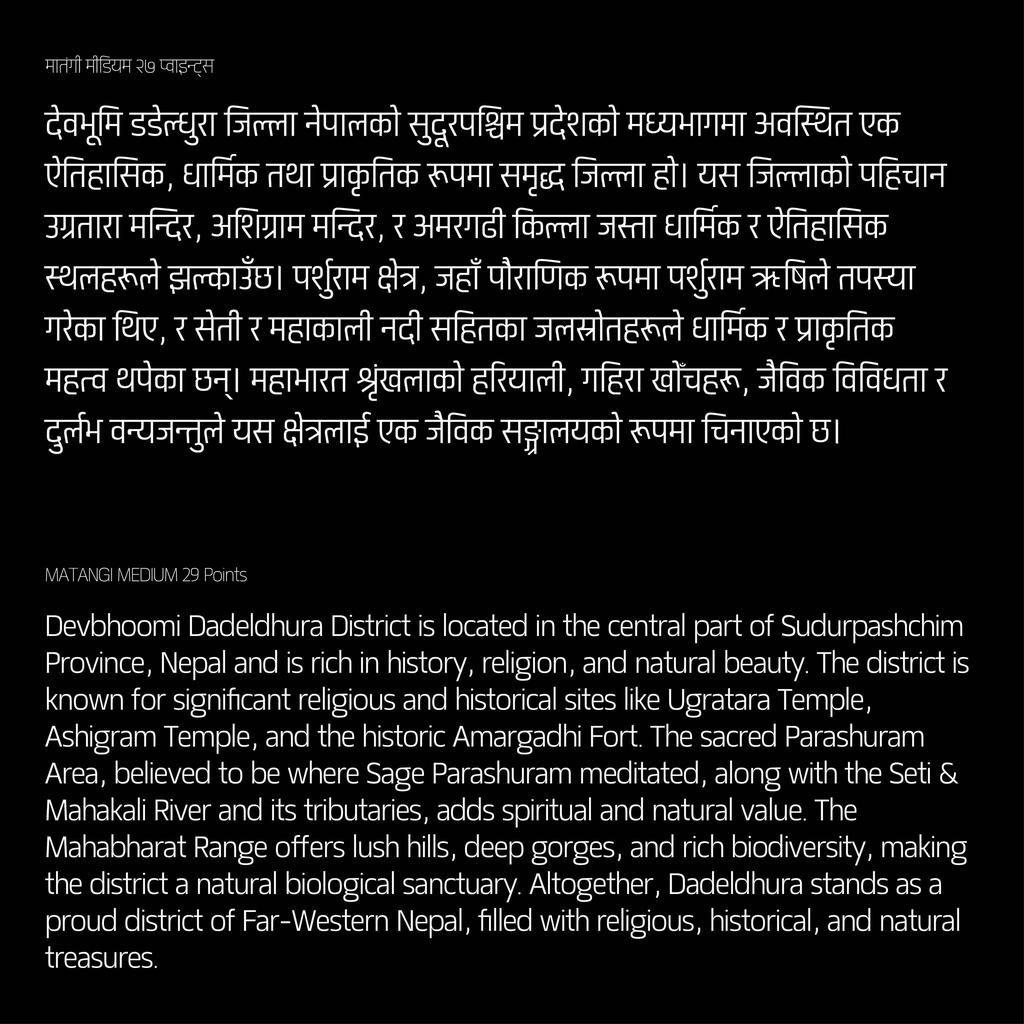 मातंगी मीडियम २७ प्वाइन्ट्स
देवभूमि डडेल्धुरा जिल्ला नेपालको सुदूरपश्चिम प्रदेशको मध्यभागमा अवस्थित एक
ऐतिहासिक, धार्मिक तथा प्राकृतिक रूपमा समृद्ध जिल्ला हो। यस जिल्लाको पहिचान
उग्रतारा मन्दिर, अशिग्राम मन्दिर, र अमरगढी किल्ला जस्ता धार्मिक र ऐतिहासिक
स्थलहरूले झल्काउँछ। पर्शुराम क्षेत्र, जहाँ पौराणिक रूपमा पर्शुराम ऋषिले तपस्या
गरेका थिए, र सेती र महाकाली नदी सहितका जलस्रोतहरूले धार्मिक र प्राकृतिक
महत्व थपेका छन्। महाभारत श्रृंखलाको हरियाली, गहिरा खोँचहरू, जैविक विविधता र
दुर्लभ वन्यजन्तुले यस क्षेत्रलाई एक जैविक सङ्ग्रालयको रूपमा चिनाएको छ।
MATANGI MEDIUM 29 Points
Devbhoomi Dadeldhura District is located in the central part of Sudurpashchim
Province, Nepal and is rich in history, religion, and natural beauty. The district is
known for significant religious and historical sites like Ugratara Temple,
Ashigram Temple, and the historic Amargadhi Fort. The sacred Parashuram
Area, believed to be where Sage Parashuram meditated, along with the Seti &
Mahakali River and its tributaries, adds spiritual and natural value. The
Mahabharat Range offers lush hills, deep gorges, and rich biodiversity, making
the district a natural biological sanctuary. Altogether, Dadeldhura stands as a
proud district of Far-Western Nepal, filled with religious, historical, and natural
treasures.